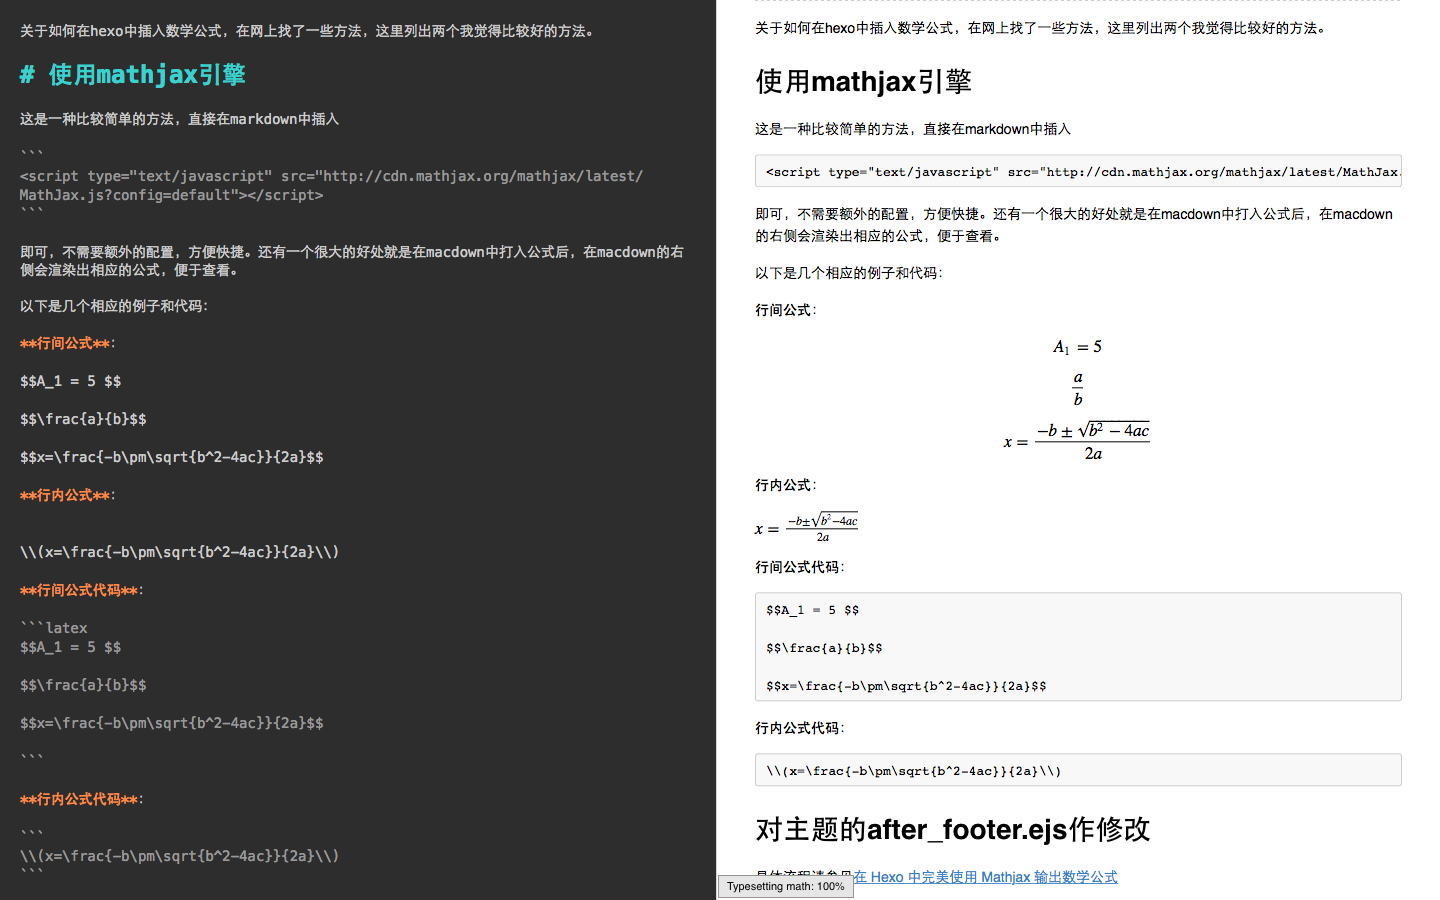 关于如何在hexo中插入数学公式，在网上找了一些方法，这里列出两个我觉得比较好的方法。
# 使用mathjax引擎
这是一种比较简单的方法，直接在markdown中插入
```
<script type="text/javascript" src="http://cdn.mathjax.org/mathjax/latest/
MathJax.js?config=default"></script>
```
即可，不需要额外的配置，方便快捷。还有一个很大的好处就是在macdown中打入公式后，在macdown的右
侧会渲染出相应的公式，便于查看。
以下是几个相应的例子和代码：
**行间公式**：
$$A_1 = 5 $$
$$\frac{a}{b}$$
$$x=\frac{-b\pm\sqrt{b^2-4ac}}{2a}$$
**行内公式**：
\\(x=\frac{-b\pm\sqrt{b^2-4ac}}{2a}\\)
**行间公式代码**：
```latex
$$A_1 = 5 $$
$$\frac{a}{b}$$
$$x=\frac{-b\pm\sqrt{b^2-4ac}}{2a}$$
```
**行内公式代码**：
```
\\(x=\frac{-b\pm\sqrt{b^2-4ac}}{2a}\\)
```
关于如何在hexo中插入数学公式，在网上找了一些方法，这里列出两个我觉得比较好的方法。
使用mathjax引擎
这是一种比较简单的方法，直接在markdown中插入
<script type="text/javascript" src="http://cdn.mathjax.org/mathjax/latest/MathJax.
即可，不需要额外的配置，方便快捷。还有一个很大的好处就是在macdown中打入公式后，在macdown
的右侧会渲染出相应的公式，便于查看。
以下是几个相应的例子和代码：
行间公式：
A₁ = 5
a
b
x = −b ± √b² − 4ac
2a
行内公式：
x = −b±√b²−4ac
2a
行间公式代码：
$$A_1 = 5 $$
$$\frac{a}{b}$$
$$x=\frac{-b\pm\sqrt{b^2-4ac}}{2a}$$
行内公式代码：
\\(x=\frac{-b\pm\sqrt{b^2-4ac}}{2a}\\)
对主题的after_footer.ejs作修改
具体流程请参见在 Hexo 中完美使用 Mathjax 输出数学公式
Typesetting math: 100%